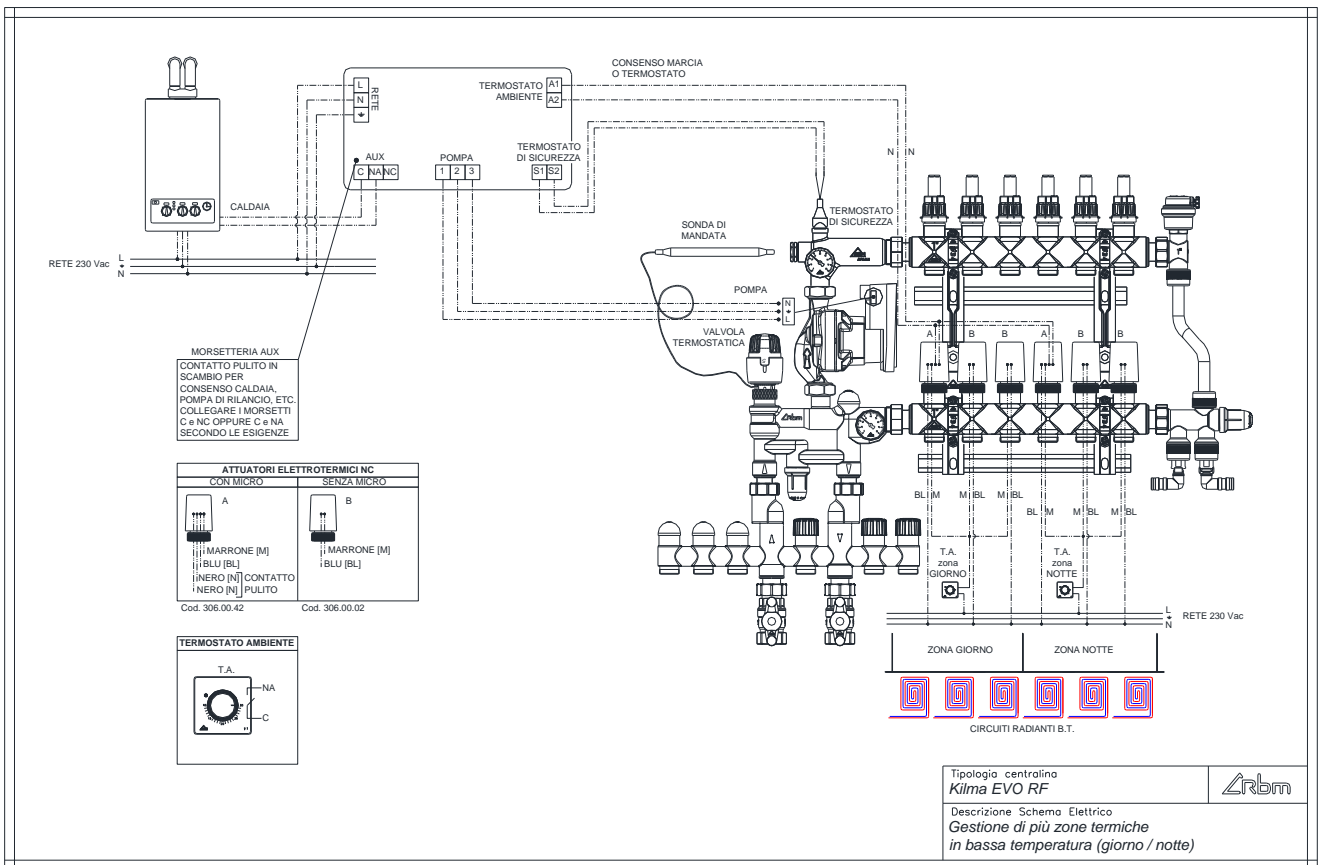 CONSENSO MARCIA
O TERMOSTATO
L
N
RETE
TERMOSTATO
AMBIENTE
A1
A2
AUX
C NA NC
POMPA
1 2 3
TERMOSTATO
DI SICUREZZA
S1 S2
N N
CALDAIA
RETE 230 Vac
L
N
SONDA DI
MANDATA
TERMOSTATO
DI SICUREZZA
POMPA
N
L
VALVOLA
TERMOSTATICA
A B B A B B
MORSETTERIA AUX
CONTATTO PULITO IN
SCAMBIO PER
CONSENSO CALDAIA,
POMPA DI RILANCIO, ETC.
COLLEGARE I MORSETTI
C e NC OPPURE C e NA
SECONDO LE ESIGENZE
ATTUATORI ELETTROTERMICI NC
CON MICRO SENZA MICRO
A
MARRONE [M]
BLU [BL]
NERO [N]
NERO [N]
CONTATTO
PULITO
Cod. 306.00.42
B
MARRONE [M]
BLU [BL]
Cod. 306.00.02
TERMOSTATO AMBIENTE
T.A.
NA
C
BL M M BL M BL
BL M M BL M BL
T.A.
zona
GIORNO
T.A.
zona
NOTTE
L
N
RETE 230 Vac
ZONA GIORNO ZONA NOTTE
CIRCUITI RADIANTI B.T.
Tipologia centralina
Kilma EVO RF
rbm
Descrizione Schema Elettrico
Gestione di più zone termiche
in bassa temperatura (giorno / notte)